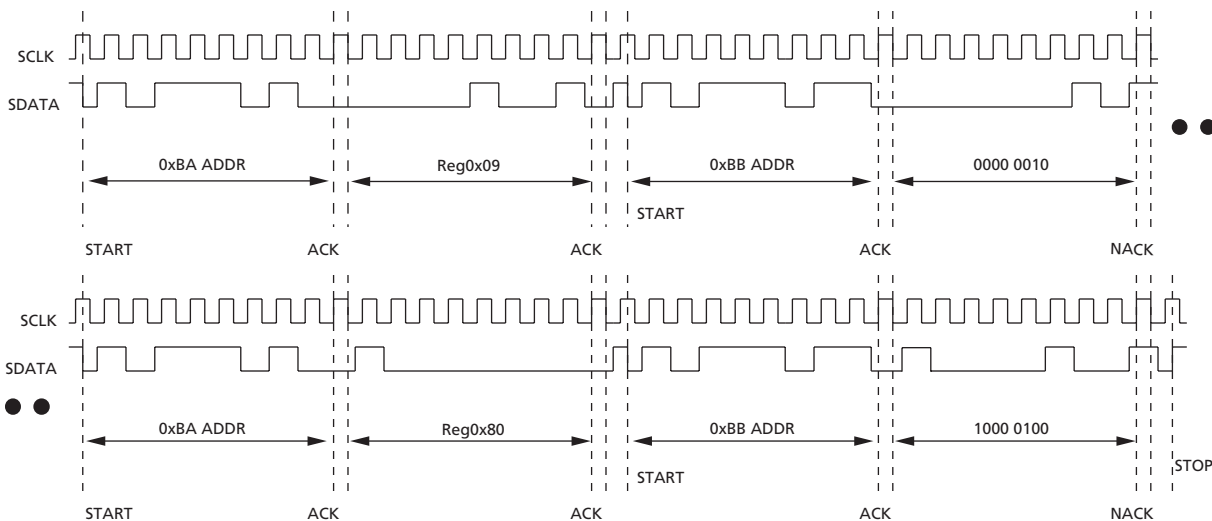 SCLK
SDATA
0xBA ADDR Reg0x09 0xBB ADDR 0000 0010
START
START ACK ACK ACK NACK
SCLK
SDATA
0xBA ADDR Reg0x80 0xBB ADDR 1000 0100
START STOP
START ACK ACK ACK NACK